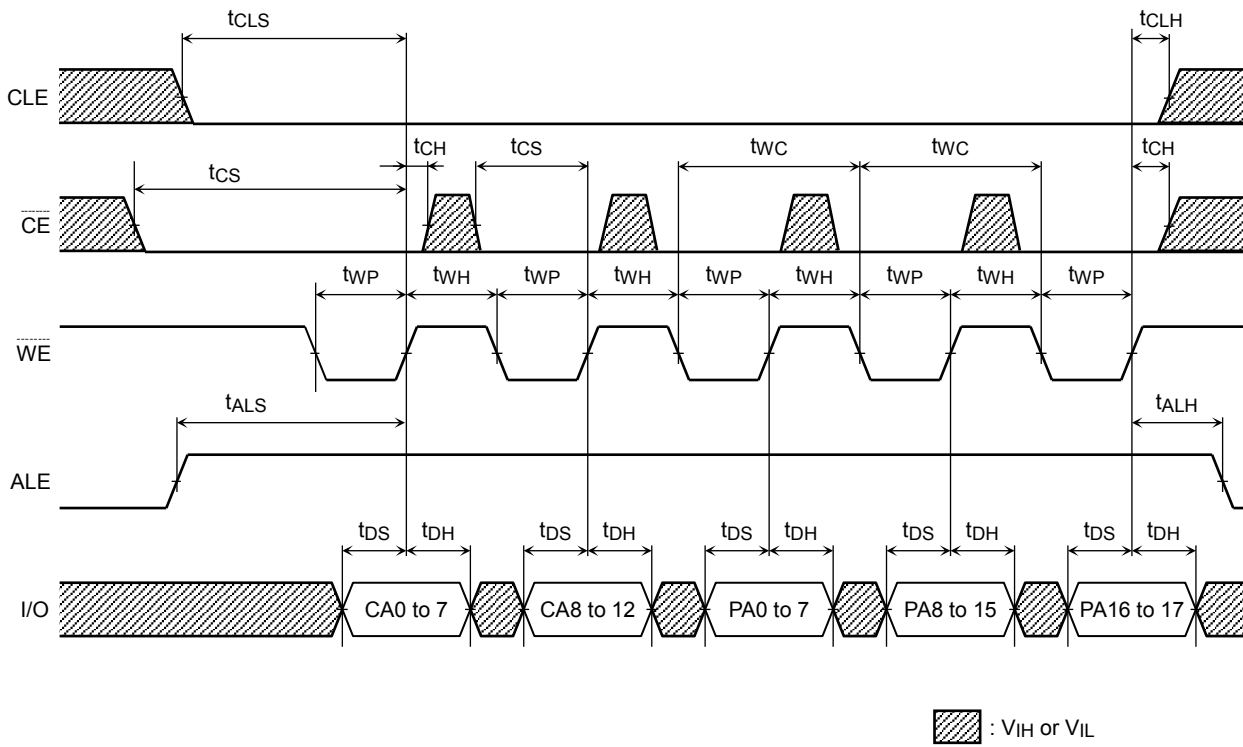 tCLS tCLH
CLE
tCH tCS tWC tWC tCH
tCS
CE
tWP tWH tWP tWH tWP tWH tWP tWH tWP
WE
tALS tALH
ALE
tDS tDH tDS tDH tDS tDH tDS tDH tDS tDH
I/O CA0 to 7 CA8 to 12 PA0 to 7 PA8 to 15 PA16 to 17
: VIH or VIL